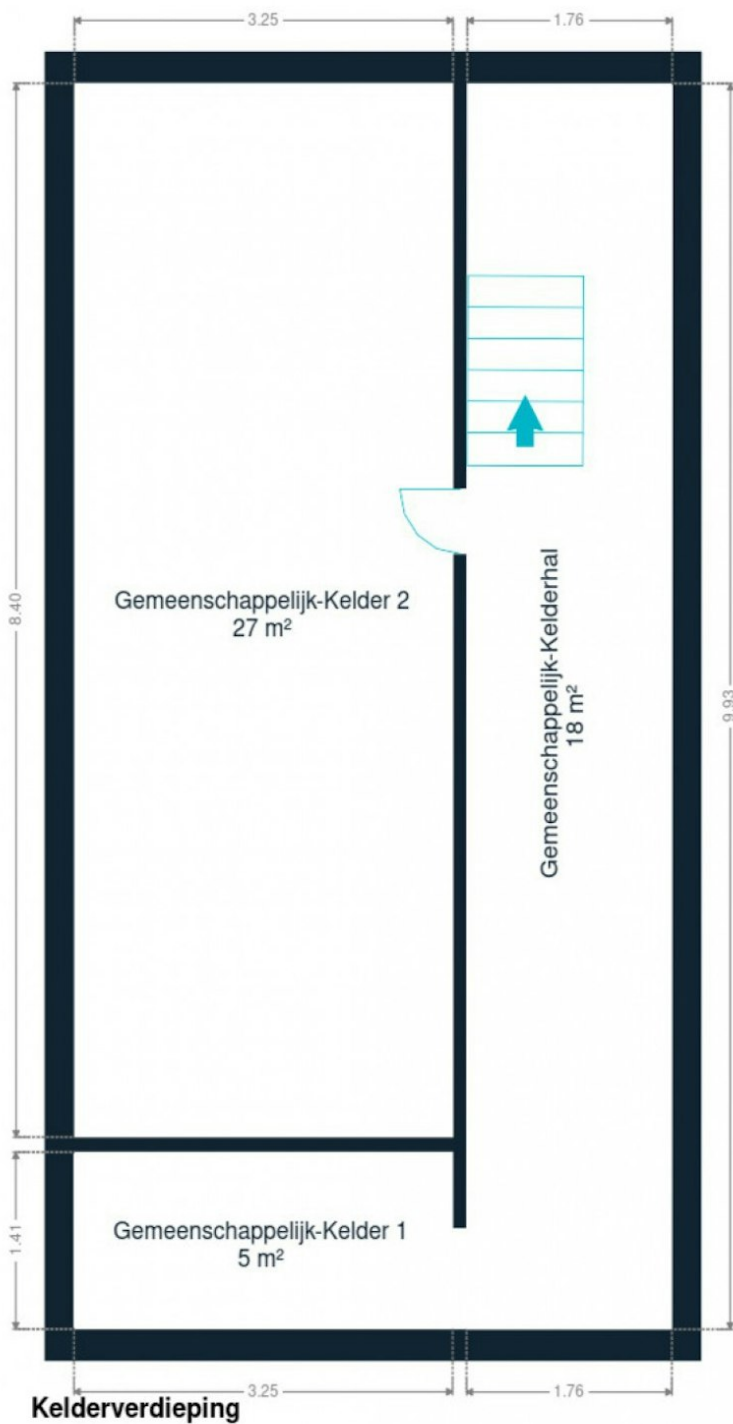 3.25
1.76
8.40
9.93
Gemeenschappelijk-Kelder 2
27 m²
Gemeenschappelijk-Kelderhal
18 m²
1.41
Gemeenschappelijk-Kelder 1
5 m²
3.25
1.76
Kelderverdieping